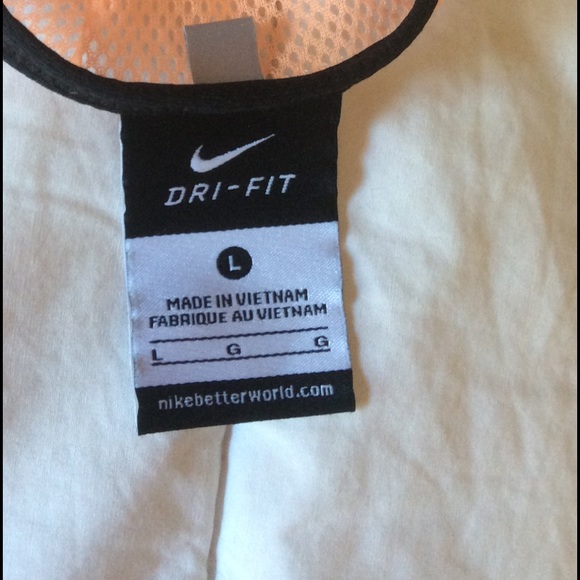 DRI-FIT
L
MADE IN VIETNAM
FABRIQUE AU VIETNAM
L G G
nikebetterworld.com